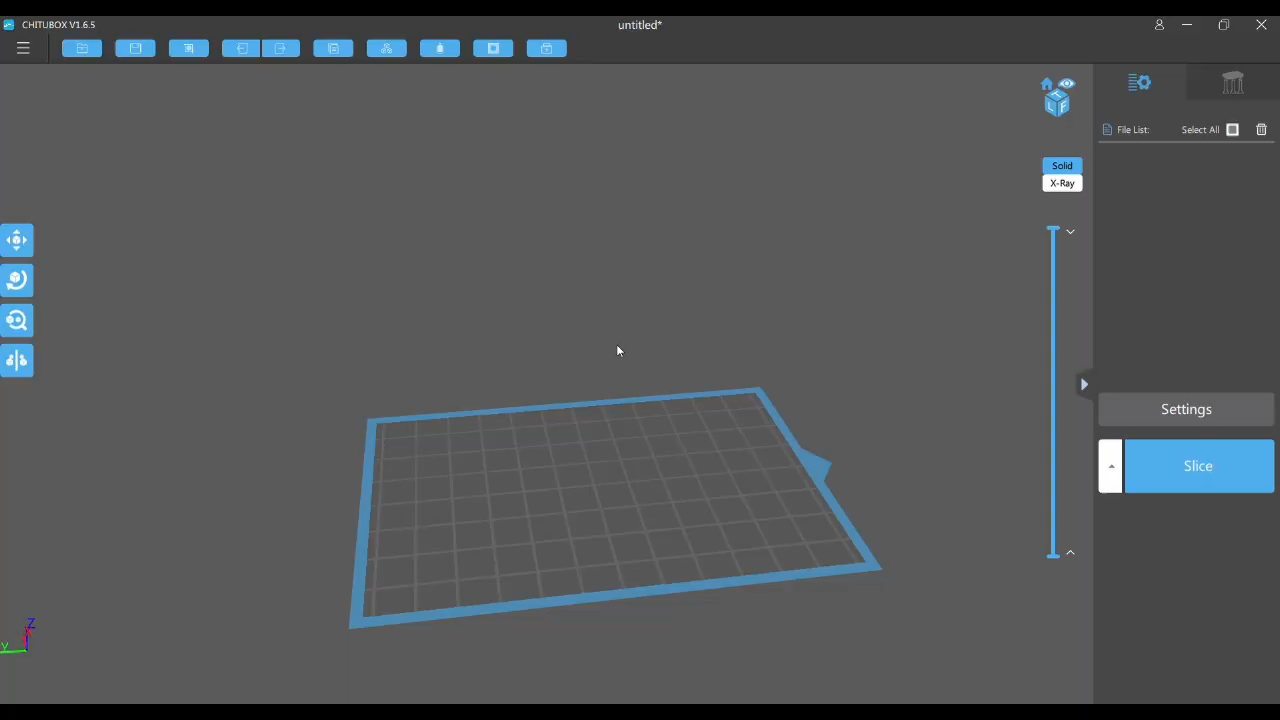 CHITUBOX V1.6.5
untitled*
File List:
Select All
T
L F
Solid
X-Ray
Settings
Slice
Z
Y